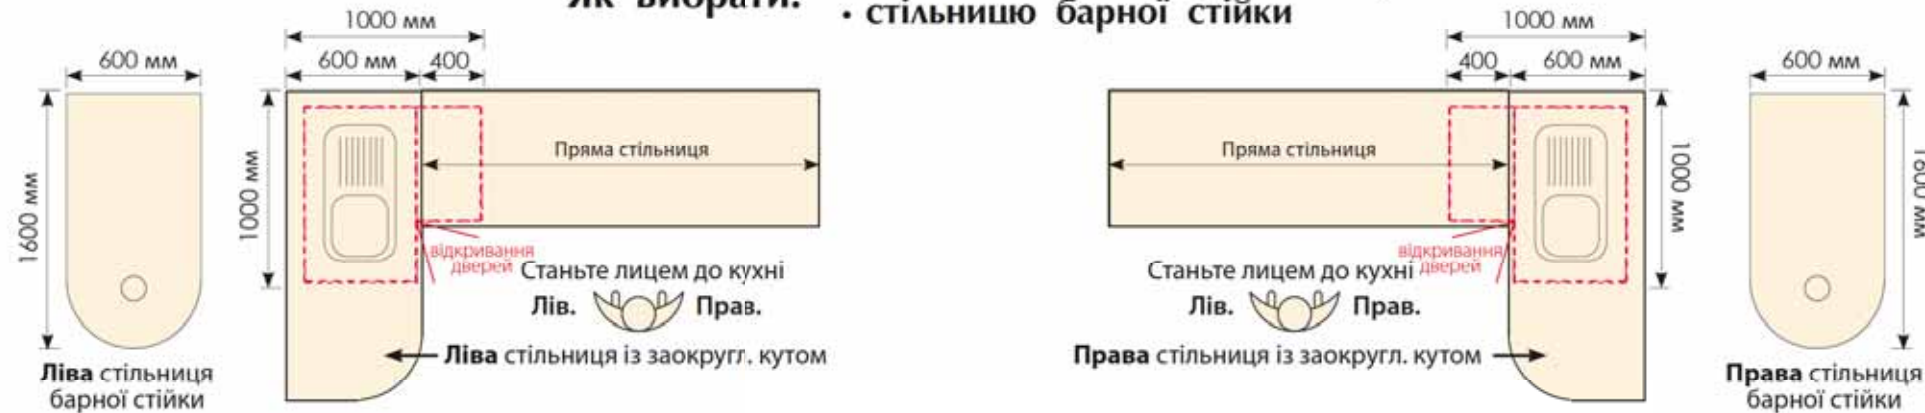 Як вибрати:
• стільницю барної стійки
1000 мм
600 мм
400
600 мм
1600 мм
1000 мм
Пряма стільниця
відкривання
дверей
Станьте лицем до кухні
Лів.
Прав.
Ліва стільниця із заокругл. кутом
Ліва стільниця
барної стійки
1000 мм
400
600 мм
600 мм
1000 мм
1600 мм
Пряма стільниця
відкривання
дверей
Станьте лицем до кухні
Лів.
Прав.
Права стільниця із заокругл. кутом
Права стільниця
барної стійки